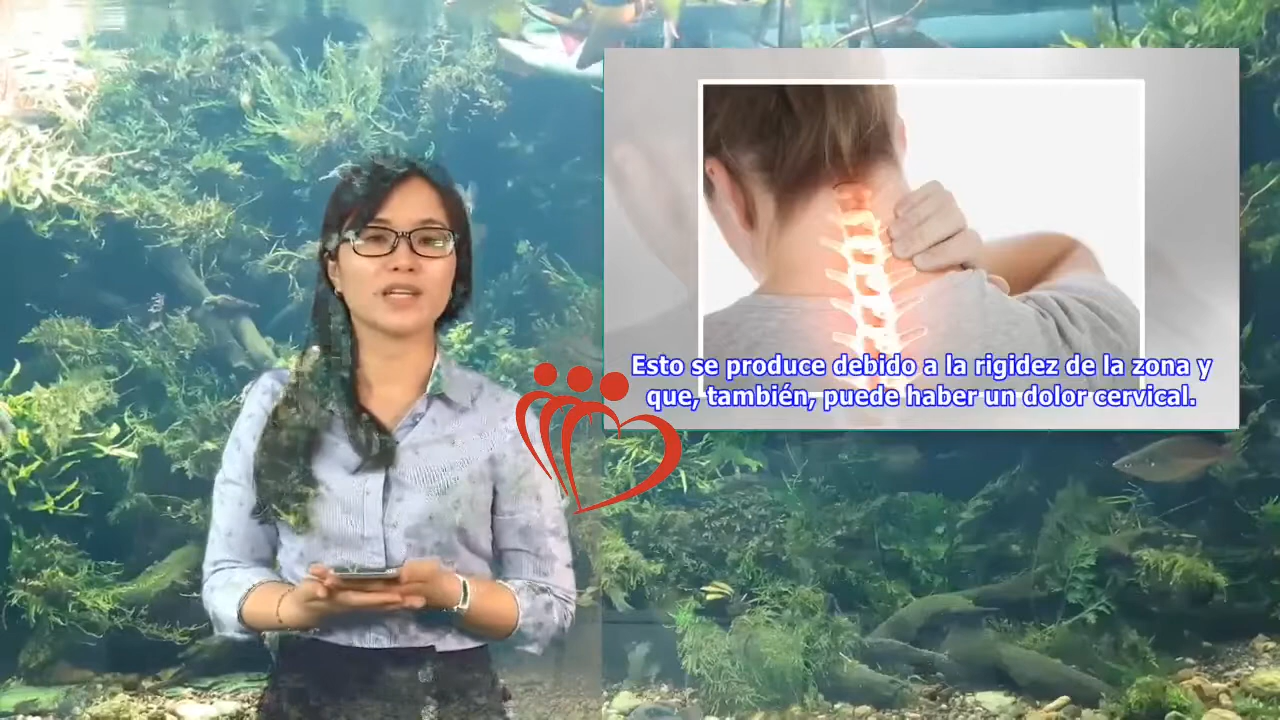 Esto se produce debido a la rigidez de la zona y
que, también, puede haber un dolor cervical.